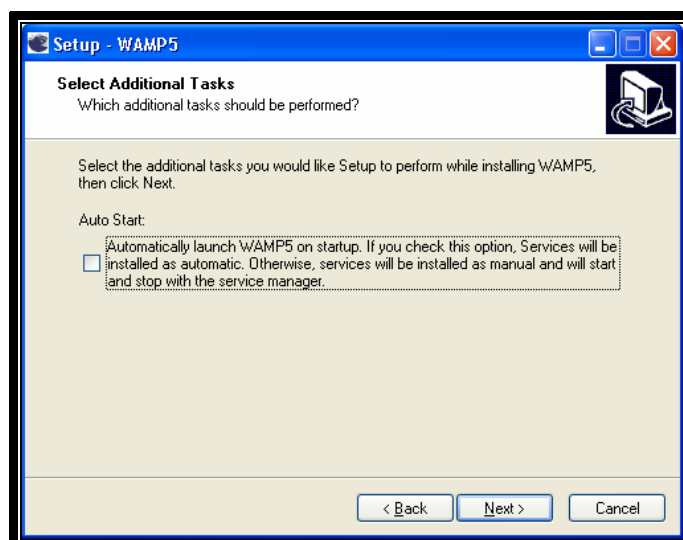 Setup - WAMP5
Select Additional Tasks
Which additional tasks should be performed?
Select the additional tasks you would like Setup to perform while installing WAMP5,
then click Next.
Auto Start:
Automatically launch WAMP5 on startup. If you check this option, Services will be
installed as automatic. Otherwise, services will be installed as manual and will start
and stop with the service manager.
< Back Next > Cancel